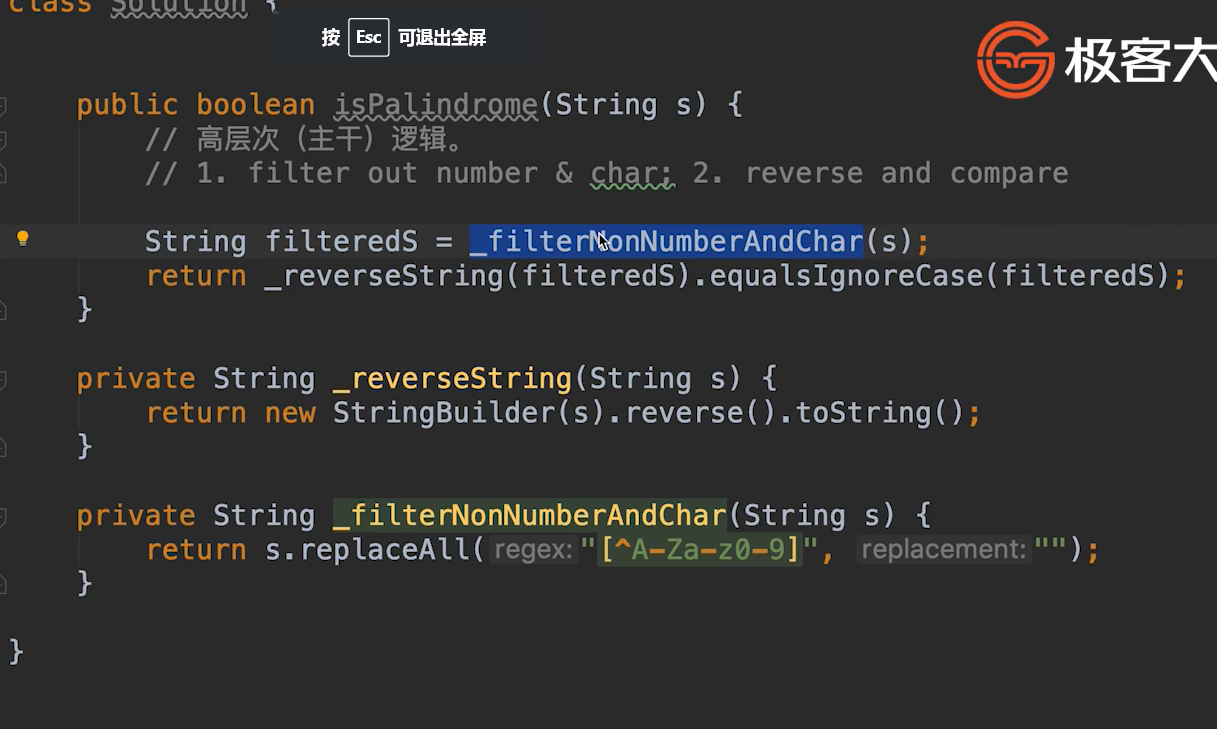 class Solution {
按 Esc 可退出全屏
极客大
public boolean isPalindrome(String s) {
// 高层次（主干）逻辑。
// 1. filter out number & char; 2. reverse and compare
String filteredS = _filterNonNumberAndChar(s);
return _reverseString(filteredS).equalsIgnoreCase(filteredS);
}
private String _reverseString(String s) {
return new StringBuilder(s).reverse().toString();
}
private String _filterNonNumberAndChar(String s) {
return s.replaceAll( regex: "[^A-Za-z0-9]", replacement: "");
}
}